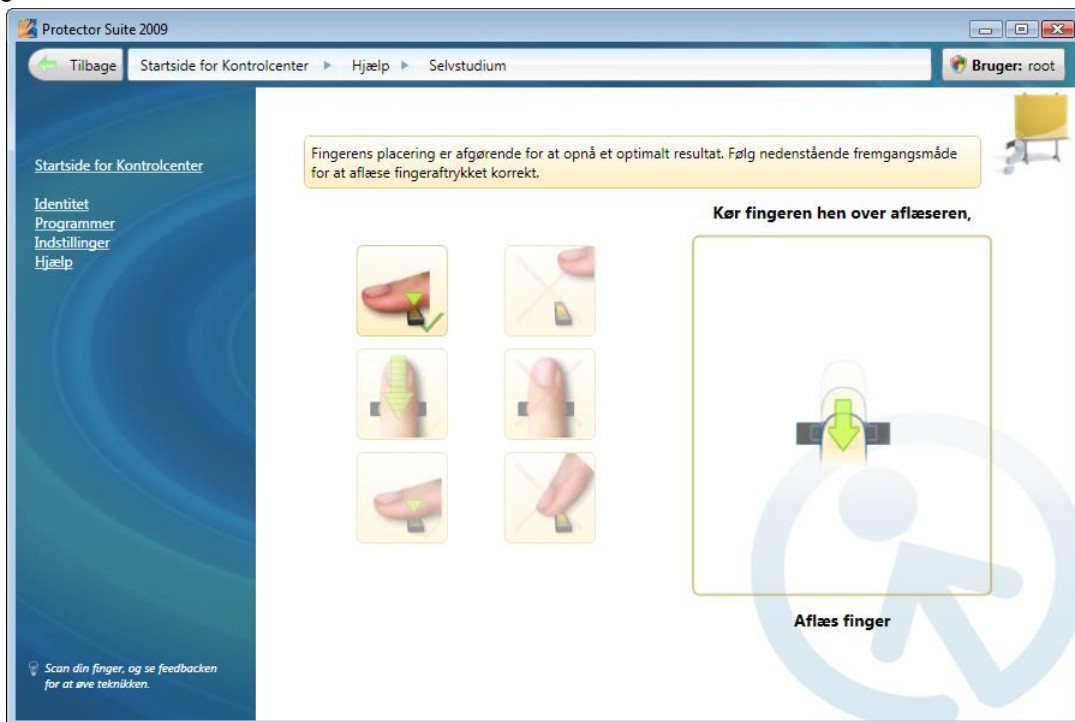 Protector Suite 2009
Tilbage
Startside for Kontrolcenter
Hjælp
Selvstudium
Bruger: root
Startside for Kontrolcenter
Identitet
Programmer
Indstillinger
Hjælp
Fingerens placering er afgørende for at opnå et optimalt resultat. Følg nedenstående fremgangsmåde
for at aflæse fingeraftrykket korrekt.
Kør fingeren hen over aflæseren,
Aflæs finger
Scan din finger, og se feedbacken
for at øve teknikken.